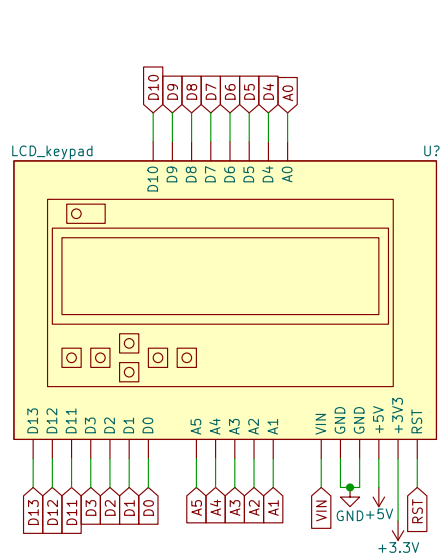 D10 D9 D8 D7 D6 D5 D4 A0
LCD_keypad U?
D10 D9 D8 D7 D6 D5 D4 A0
D13 D12 D11 D3 D2 D1 D0 A5 A4 A3 A2 A1 VIN GND GND +5V +3V3 RST
D13 D12 D11 D3 D2 D1 D0 A5 A4 A3 A2 A1 VIN GND +5V RST
+3.3V